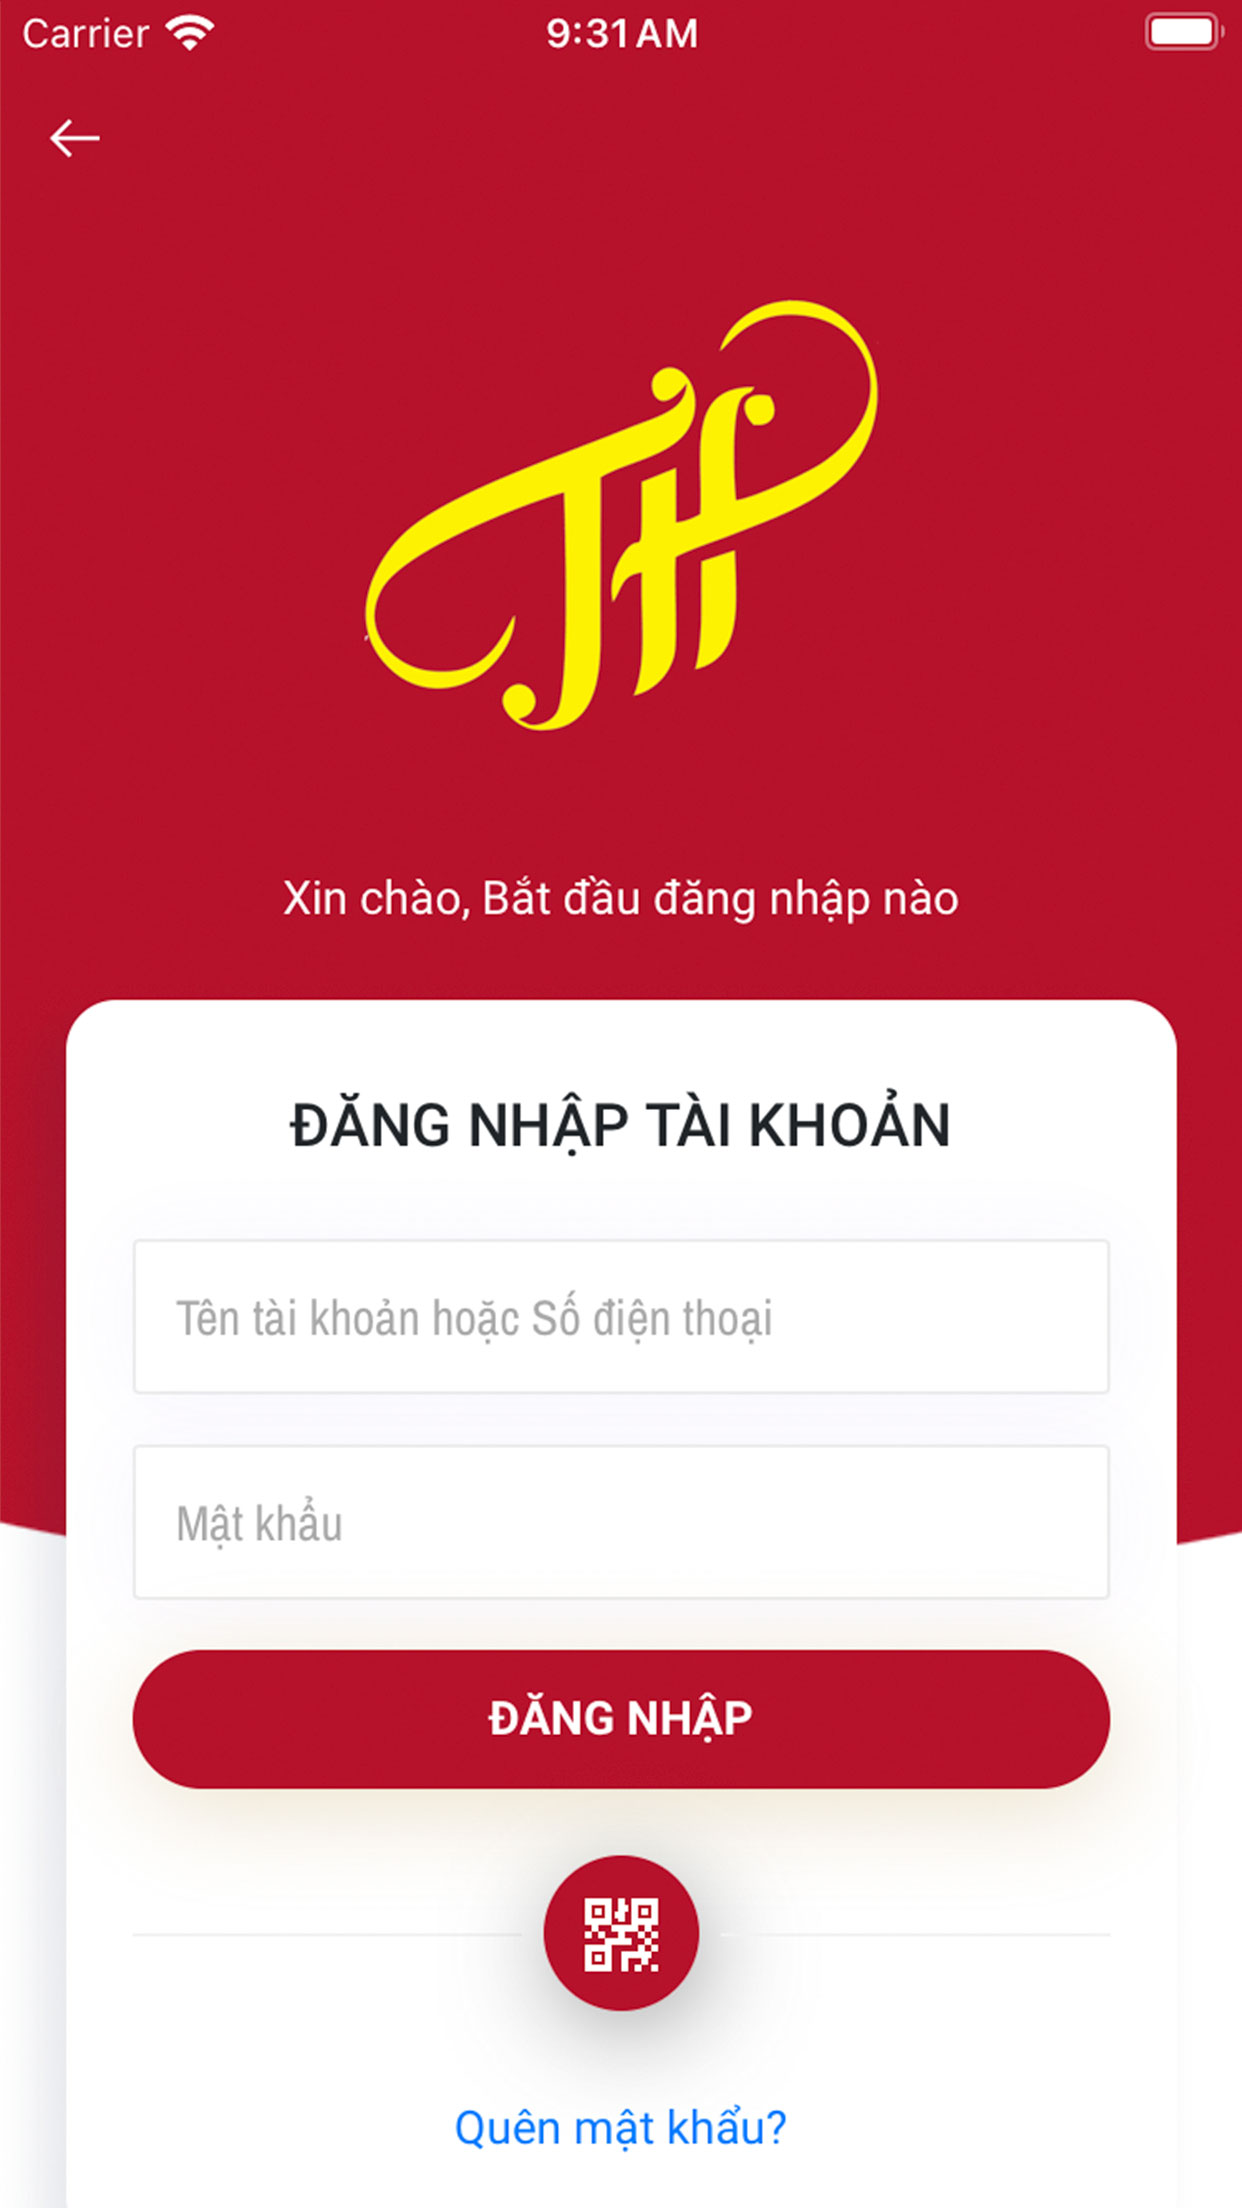 Carrier 9:31 AM
TH
Xin chào, Bắt đầu đăng nhập nào
ĐĂNG NHẬP TÀI KHOẢN
Tên tài khoản hoặc Số điện thoại
Mật khẩu
ĐĂNG NHẬP
Quên mật khẩu?